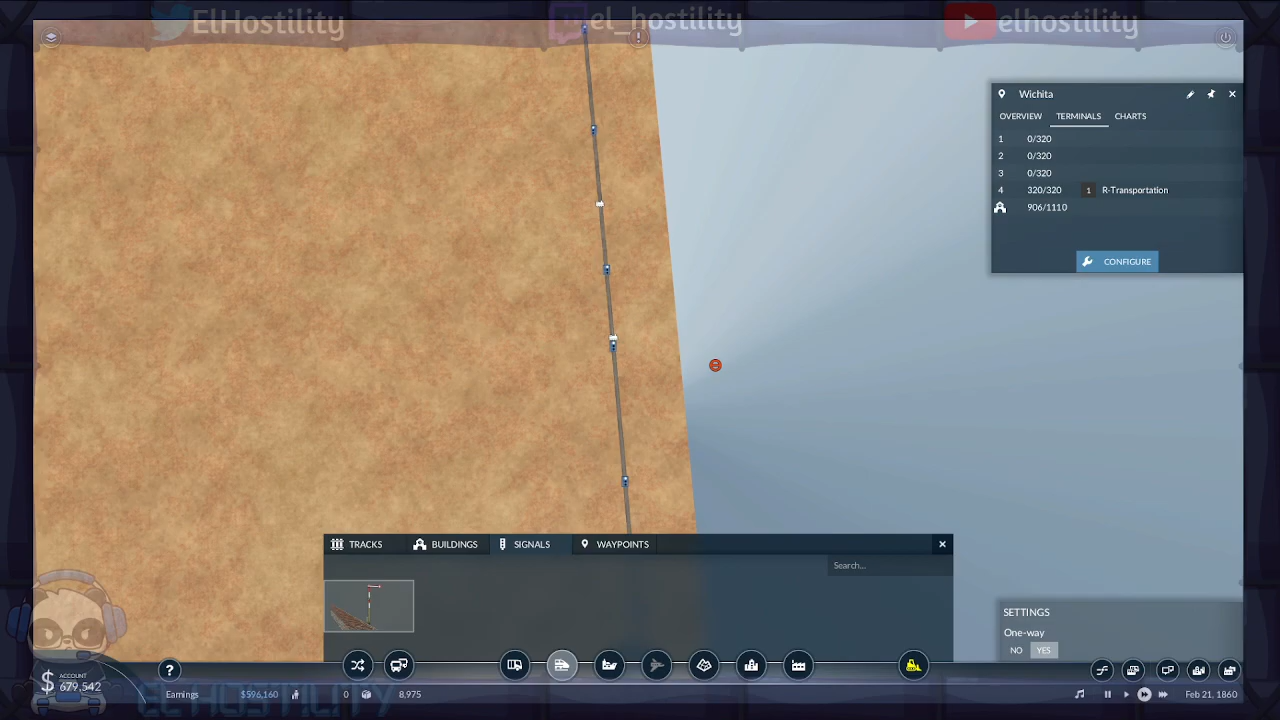 ElHostility el_hostility elhostility
Wichita
OVERVIEW TERMINALS CHARTS
1 0/320
2 0/320
3 0/320
4 320/320 1 R-Transportation
906/1110
CONFIGURE
TRACKS BUILDINGS SIGNALS WAYPOINTS
Search...
SETTINGS
One-way
NO YES
?
$ ACCOUNT
679,542
Earnings $596,160 0 8,975 Feb 21, 1860
ELHOSTILITY